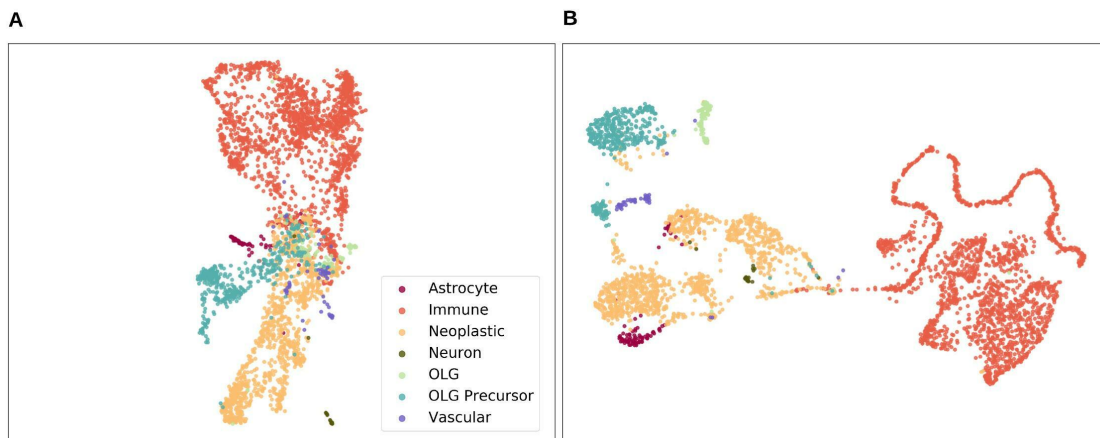 A
B
Astrocyte
Immune
Neoplastic
Neuron
OLG
OLG Precursor
Vascular